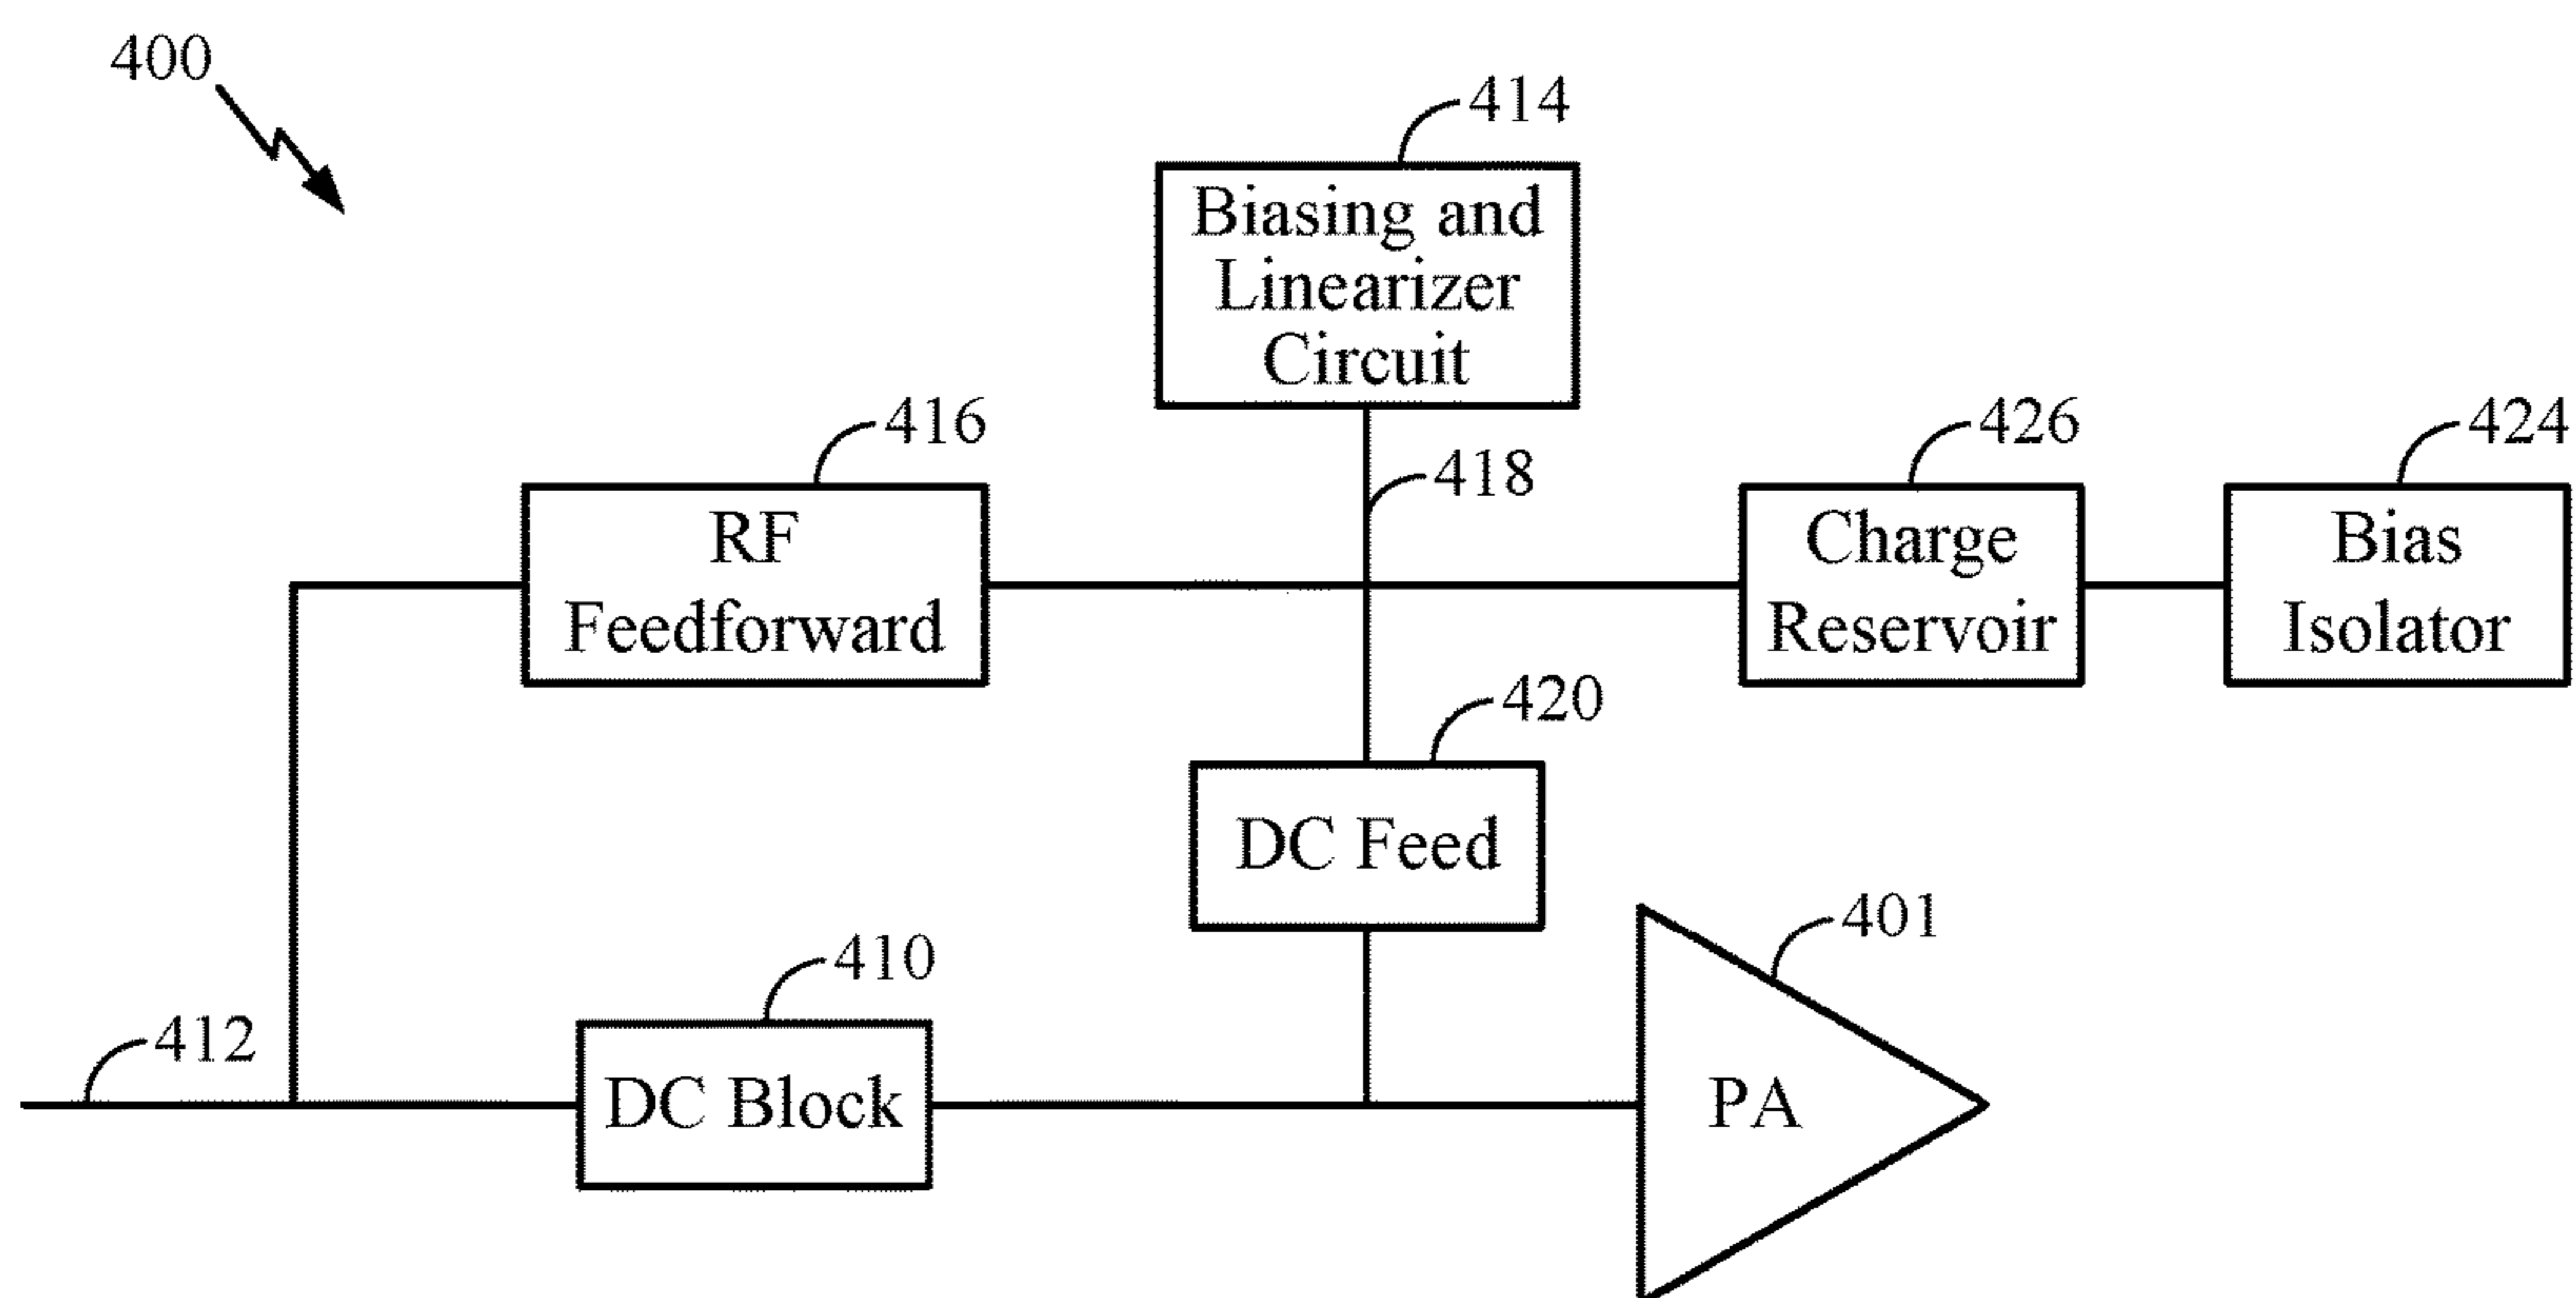 400
414
Biasing and
Linearizer
Circuit
416
418
426
424
RF
Feedforward
Charge
Reservoir
Bias
Isolator
420
DC Feed
401
410
412
DC Block
PA